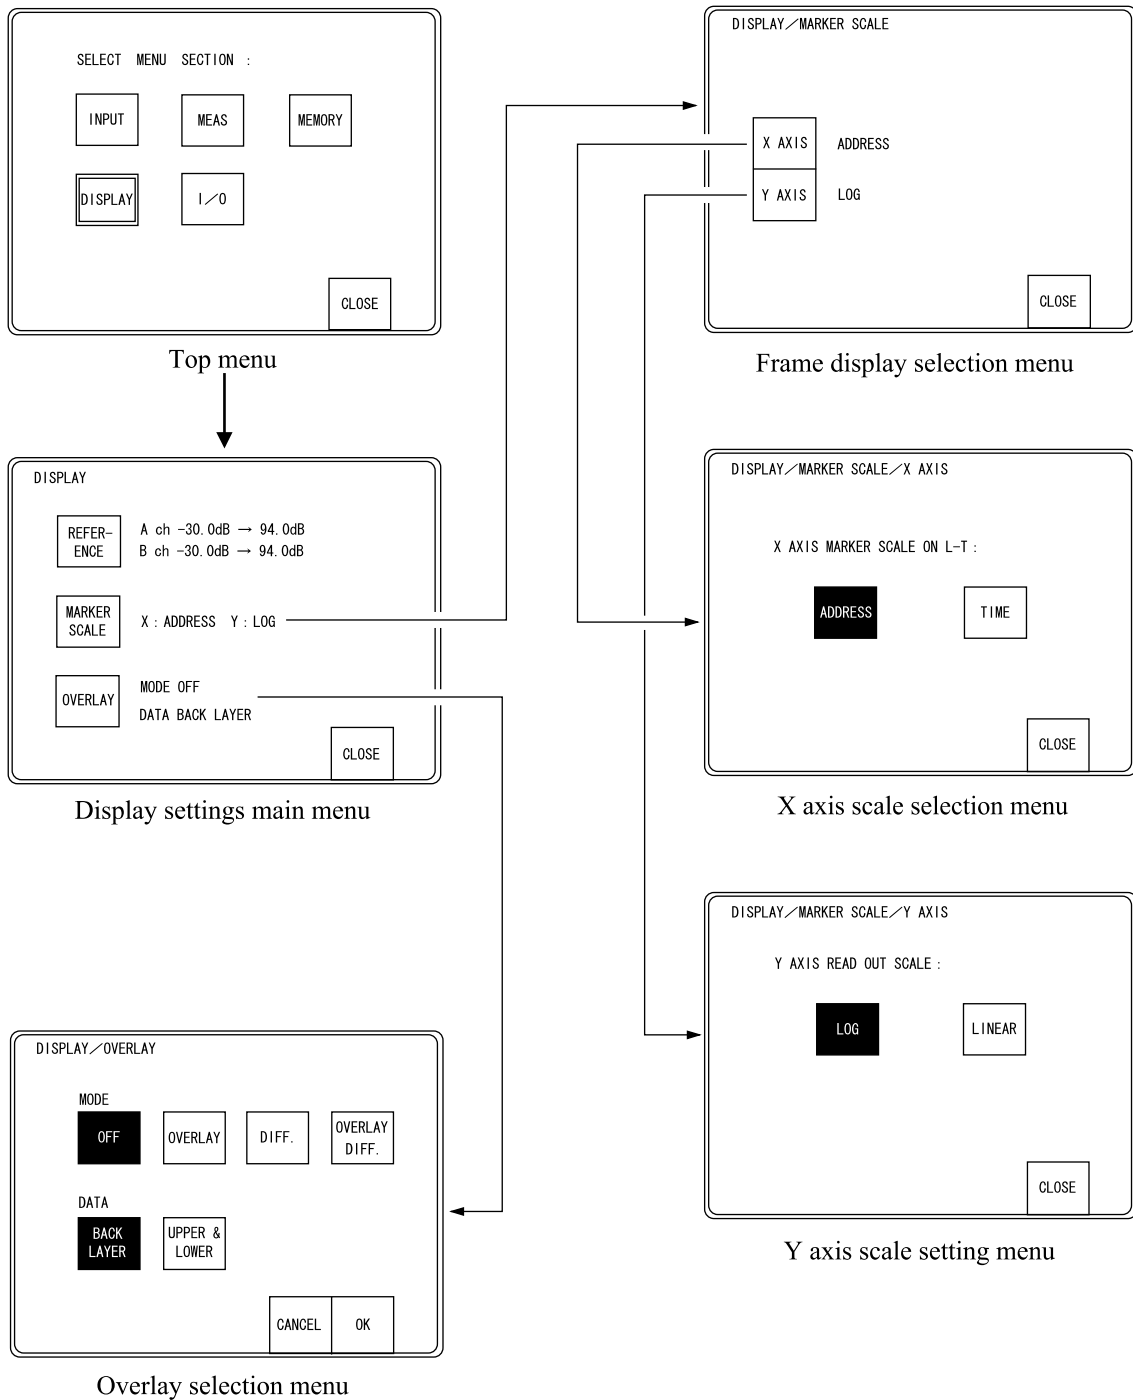 SELECT MENU SECTION :
INPUT
MEAS
MEMORY
DISPLAY
I／O
CLOSE
Top menu
DISPLAY
REFER-
ENCE
A ch -30.0dB → 94.0dB
B ch -30.0dB → 94.0dB
MARKER
SCALE
X : ADDRESS Y : LOG
OVERLAY
MODE OFF
DATA BACK LAYER
CLOSE
Display settings main menu
DISPLAY／OVERLAY
MODE
OFF
OVERLAY
DIFF.
OVERLAY
DIFF.
DATA
BACK
LAYER
UPPER &
LOWER
CANCEL
OK
Overlay selection menu
DISPLAY／MARKER SCALE
X AXIS
ADDRESS
Y AXIS
LOG
CLOSE
Frame display selection menu
DISPLAY／MARKER SCALE／X AXIS
X AXIS MARKER SCALE ON L-T :
ADDRESS
TIME
CLOSE
X axis scale selection menu
DISPLAY／MARKER SCALE／Y AXIS
Y AXIS READ OUT SCALE :
LOG
LINEAR
CLOSE
Y axis scale setting menu